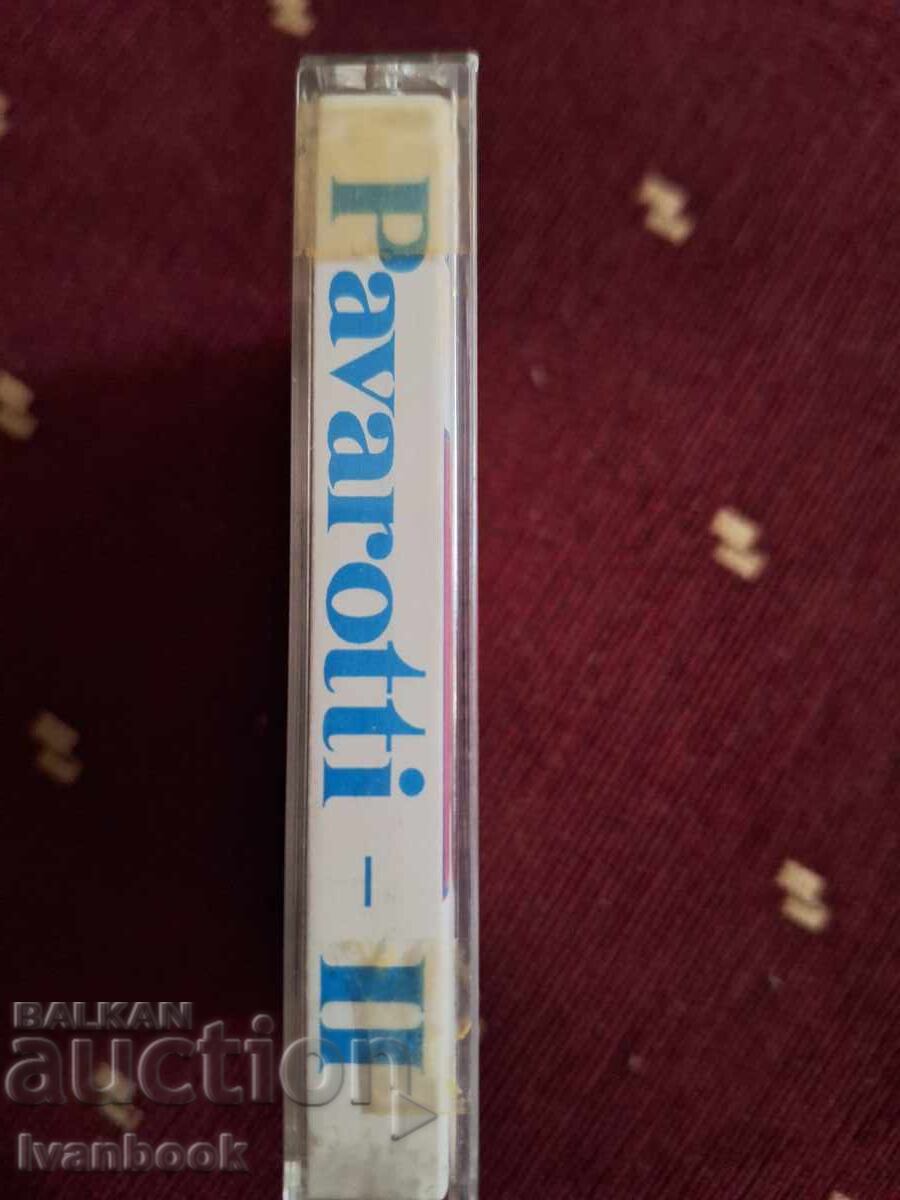 Pavarotti - II
BALKAN
auction
Ivanbook